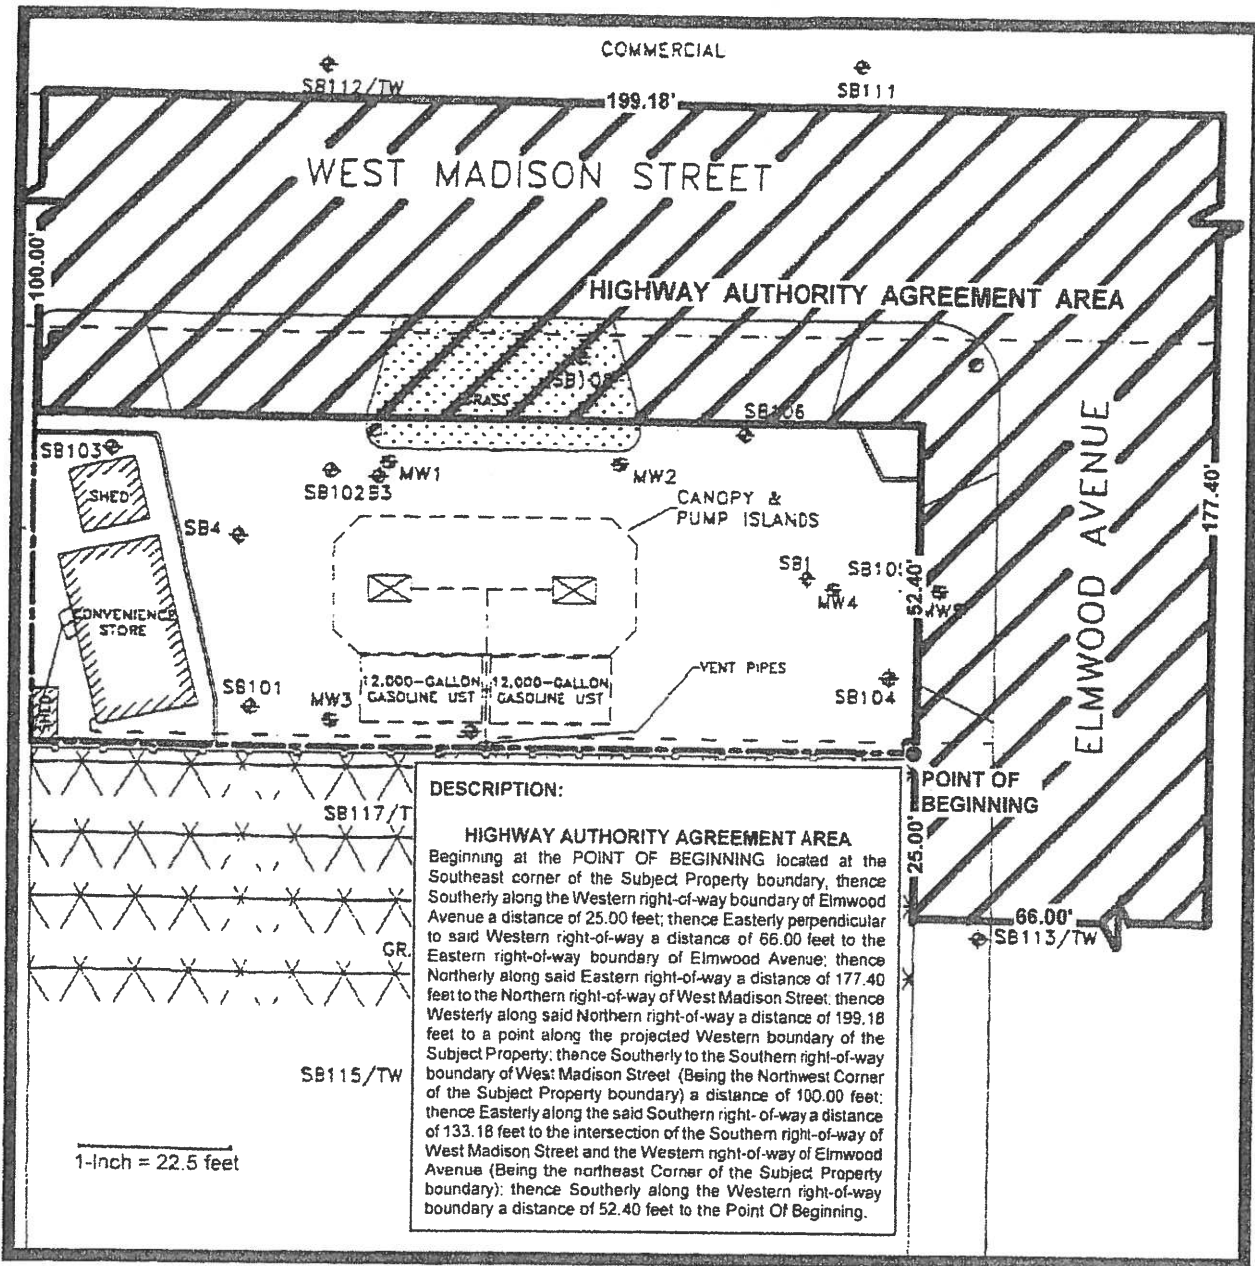 COMMERCIAL
SB112/TW
SB111
199.18'
WEST MADISON STREET
100.00'
HIGHWAY AUTHORITY AGREEMENT AREA
SB106
SB103
MW1
MW2
SB102
B3
SHED
CANOPY &
PUMP ISLANDS
SB4
SB1
MW4
52.40'
ELMWOOD AVENUE
177.40'
CONVENIENCE
STORE
12,000-GALLON
GASOLINE UST
12,000-GALLON
GASOLINE UST
VENT PIPES
SB101
MW3
SB104
SHED
POINT OF
BEGINNING
25.00'
66.00'
SB113/TW
SB117/T
GR.
SB115/TW
1-Inch = 22.5 feet
DESCRIPTION:
HIGHWAY AUTHORITY AGREEMENT AREA
Beginning at the POINT OF BEGINNING located at the
Southeast corner of the Subject Property boundary, thence
Southerly along the Western right-of-way boundary of Elmwood
Avenue a distance of 25.00 feet; thence Easterly perpendicular
to said Western right-of-way a distance of 66.00 feet to the
Eastern right-of-way boundary of Elmwood Avenue; thence
Northerly along said Eastern right-of-way a distance of 177.40
feet to the Northern right-of-way of West Madison Street; thence
Westerly along said Northern right-of-way a distance of 199.18
feet to a point along the projected Western boundary of the
Subject Property; thence Southerly to the Southern right-of-way
boundary of West Madison Street (Being the Northwest Corner
of the Subject Property boundary) a distance of 100.00 feet;
thence Easterly along the said Southern right- of-way a distance
of 133.18 feet to the intersection of the Southern right-of-way of
West Madison Street and the Western right-of-way of Elmwood
Avenue (Being the northeast Corner of the Subject Property
boundary); thence Southerly along the Western right-of-way
boundary a distance of 52.40 feet to the Point Of Beginning.